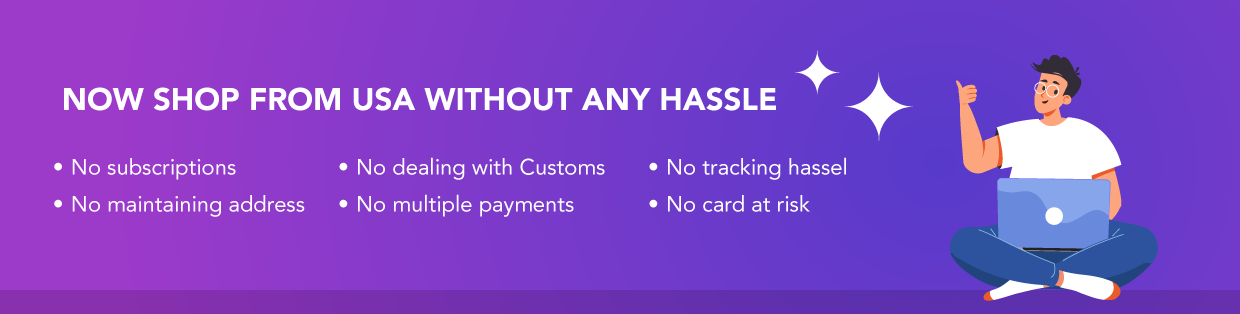 NOW SHOP FROM USA WITHOUT ANY HASSLE
• No subscriptions
• No maintaining address
• No dealing with Customs
• No multiple payments
• No tracking hassel
• No card at risk